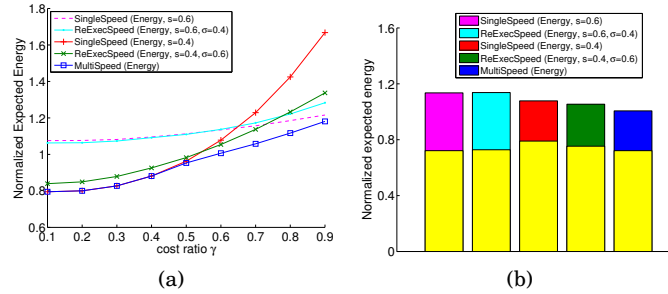 1.8
1.6
1.4
1.2
1
0.8
0.6
Normalized Expected Energy
SingleSpeed (Energy, s=0.6)
ReExecSpeed (Energy, s=0.6, σ=0.4)
SingleSpeed (Energy, s=0.4)
ReExecSpeed (Energy, s=0.4, σ=0.6)
MultiSpeed (Energy)
0.1 0.2 0.3 0.4 0.5 0.6 0.7 0.8 0.9
cost ratio γ
(a)
1.6
1.2
0.8
0.4
0
Normalized expected energy
SingleSpeed (Energy, s=0.6)
ReExecSpeed (Energy, s=0.6, σ=0.4)
SingleSpeed (Energy, s=0.4)
ReExecSpeed (Energy, s=0.4, σ=0.6)
MultiSpeed (Energy)
(b)